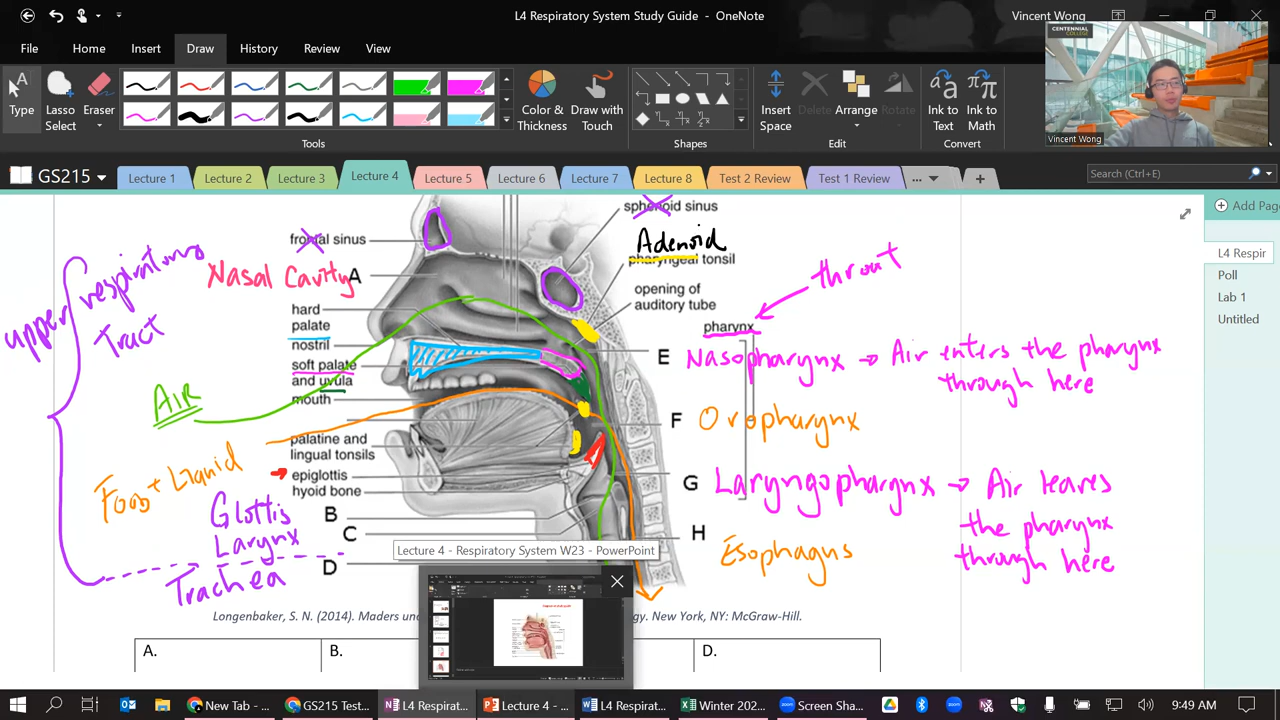 L4 Respiratory System Study Guide - OneNote
Vincent Wong
File Home Insert Draw History Review View
CENTENNIAL COLLEGE
Vincent Wong
Type
Lasso Select
Eraser
Color & Thickness
Draw with Touch
Insert Space
Delete
Arrange
Rotate
Ink to Text
Ink to Math
Tools
Shapes
Edit
Convert
GS215
Lecture 1
Lecture 2
Lecture 3
Lecture 4
Lecture 5
Lecture 6
Lecture 7
Lecture 8
Test 2 Review
Test 1 Review
...
Search (Ctrl+E)
Add Pag
L4 Respir
Poll
Lab 1
Untitled
upper respiratory Tract
frontal sinus
Nasal Cavity A
hard palate
nostril
soft palate and uvula
mouth
AIR
palatine and lingual tonsils
Food + Liquid
epiglottis
hyoid bone
Glottis B
Larynx C
Trachea D
sphenoid sinus
Adenoid
pharyngeal tonsil
opening of auditory tube
throat
pharynx
E Nasopharynx → Air enters the pharynx through here
F Oropharynx
G Laryngopharynx → Air leaves the pharynx through here
H Esophagus
Lecture 4 - Respiratory System W23 - PowerPoint
Longenbaker, S. N. (2014). Maders un
gy. New York, NY: McGraw-Hill.
A.
B.
D.
New Tab - ...
GS215 Test...
L4 Respirat...
Lecture 4 - ...
L4 Respirat...
Winter 202...
Screen Sha...
9:49 AM